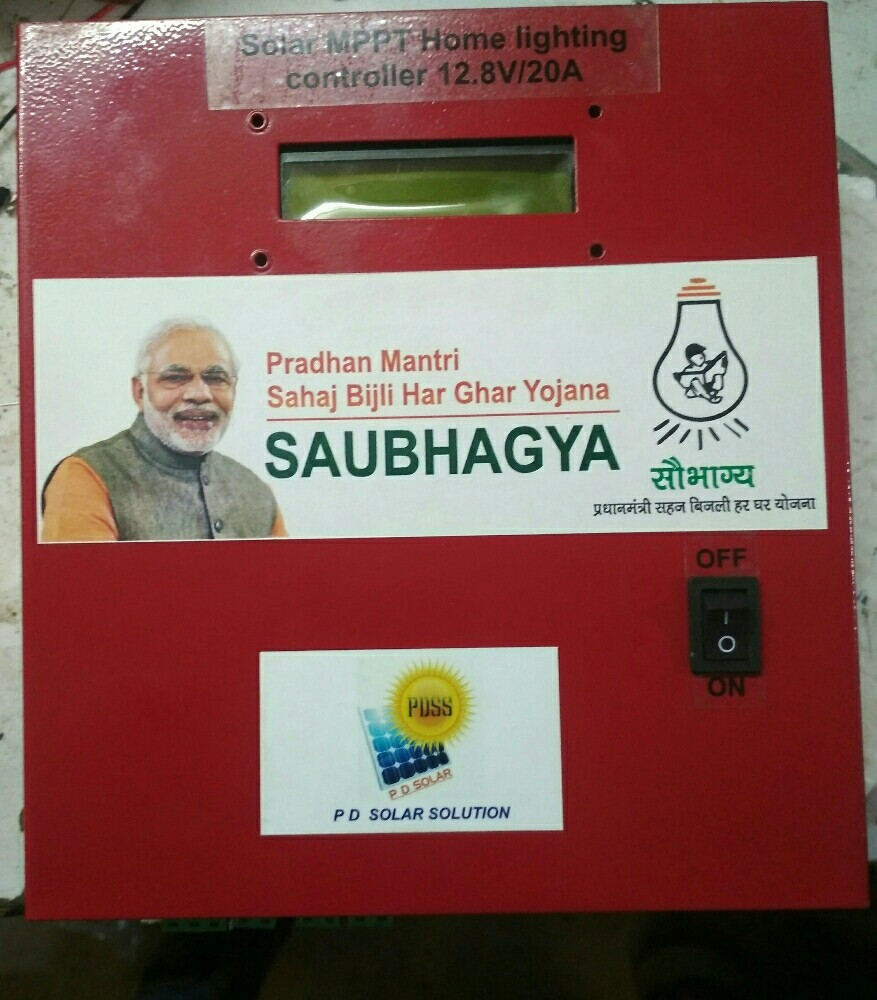 Solar MPPT Home lighting
controller 12.8V/20A
Pradhan Mantri
Sahaj Bijli Har Ghar Yojana
SAUBHAGYA
सौभाग्य
प्रधानमंत्री सहज बिजली हर घर योजना
OFF
ON
PDSS
P D SOLAR
P D SOLAR SOLUTION